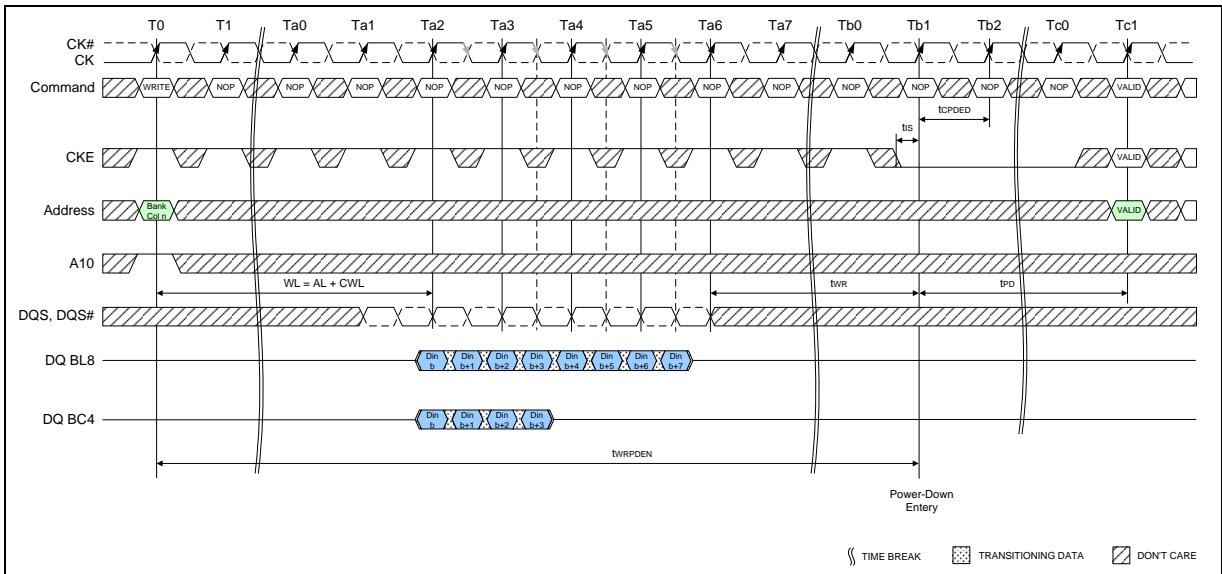 T0 T1 Ta0 Ta1 Ta2 Ta3 Ta4 Ta5 Ta6 Ta7 Tb0 Tb1 Tb2 Tc0 Tc1
CK#
CK
Command WRITE NOP NOP NOP NOP NOP NOP NOP NOP NOP NOP NOP NOP NOP VALID
tCPDED
tIS
CKE VALID
Address Bank Col n VALID
A10
WL = AL + CWL tWR tPD
DQS, DQS#
DQ BL8 Din b Din b+1 Din b+2 Din b+3 Din b+4 Din b+5 Din b+6 Din b+7
DQ BC4 Din b Din b+1 Din b+2 Din b+3
tWRPDEN
Power-Down
Entery
TIME BREAK TRANSITIONING DATA DON'T CARE